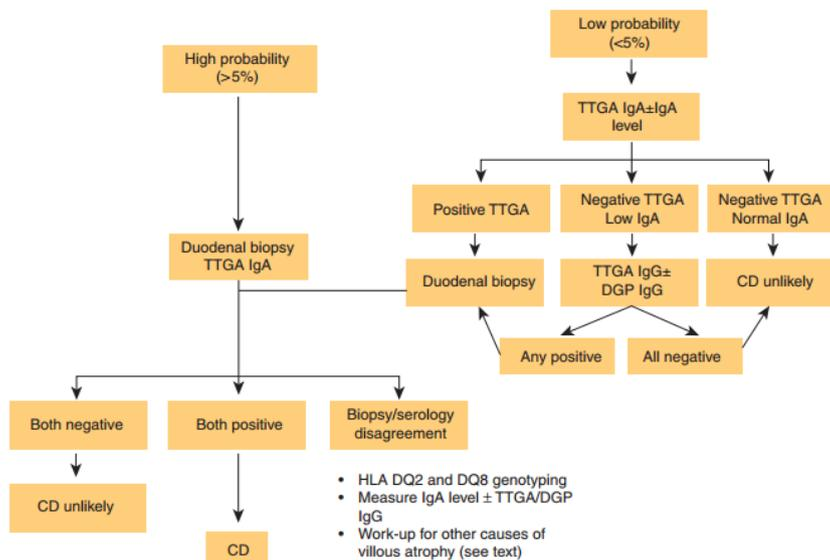 Low probability
(<5%)
High probability
(>5%)
TTGA IgA±IgA
level
Positive TTGA
Negative TTGA
Low IgA
Negative TTGA
Normal IgA
Duodenal biopsy
TTGA IgA
Duodenal biopsy
TTGA IgG±
DGP IgG
CD unlikely
Any positive
All negative
Both negative
Both positive
Biopsy/serology
disagreement
CD unlikely
• HLA DQ2 and DQ8 genotyping
• Measure IgA level ± TTGA/DGP
IgG
• Work-up for other causes of
villous atrophy (see text)
CD